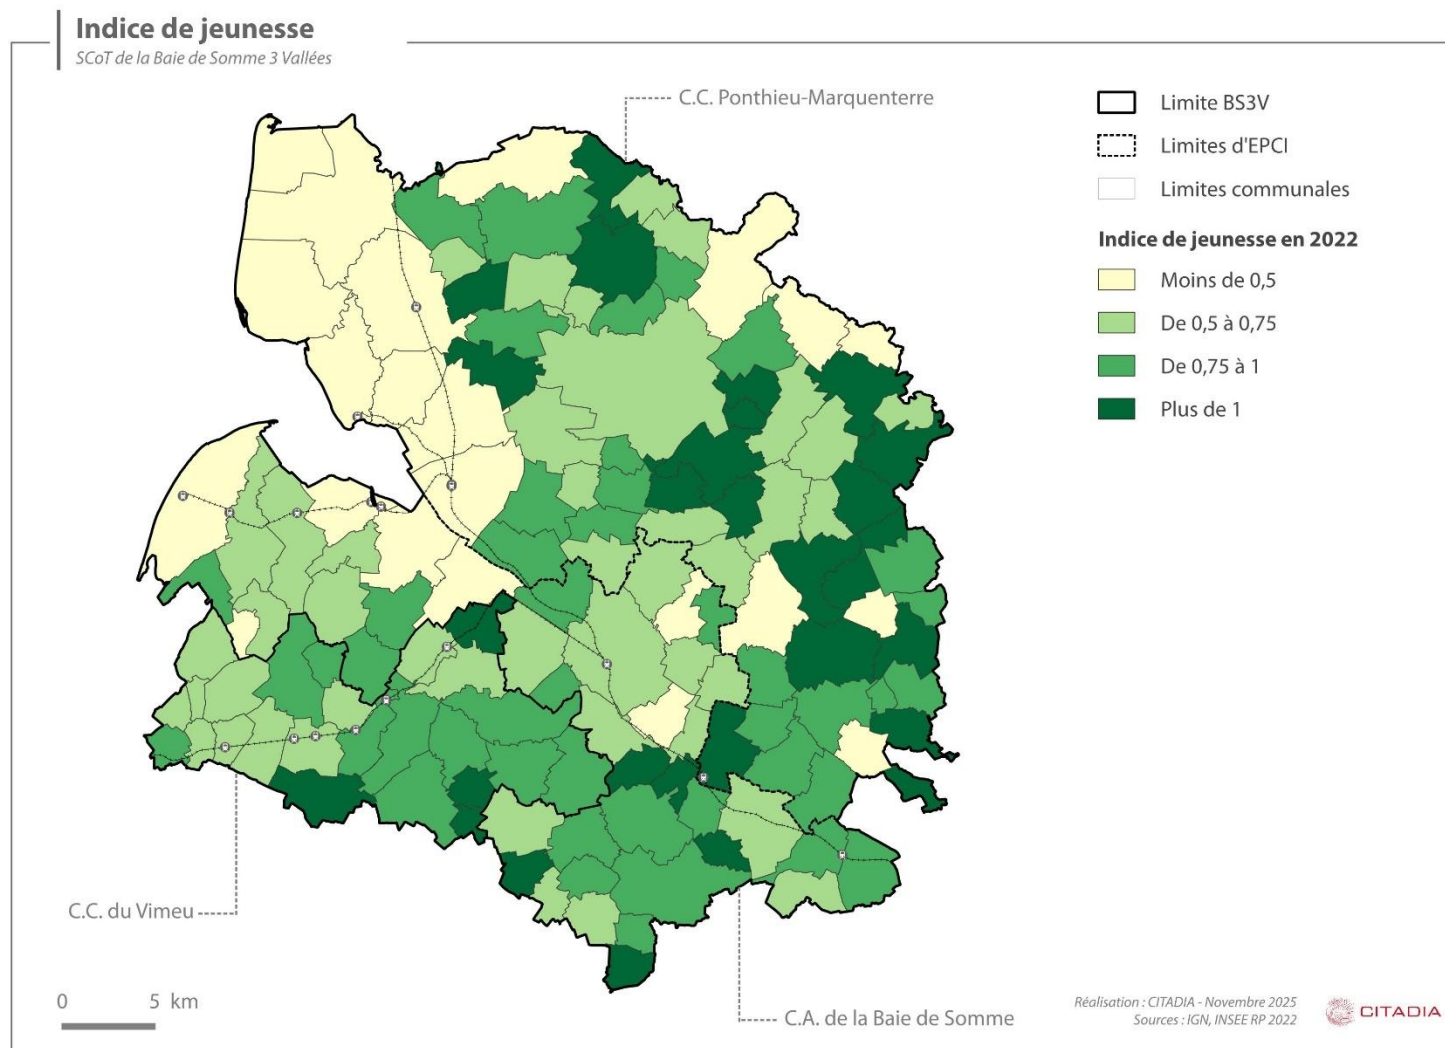 Indice de jeunesse
SCoT de la Baie de Somme 3 Vallées
C.C. Ponthieu-Marquenterre
Limite BS3V
Limites d'EPCI
Limites communales
Indice de jeunesse en 2022
Moins de 0,5
De 0,5 à 0,75
De 0,75 à 1
Plus de 1
C.C. du Vimeu
C.A. de la Baie de Somme
0 5 km
Réalisation : CITADIA - Novembre 2025
Sources : IGN, INSEE RP 2022
CITADIA